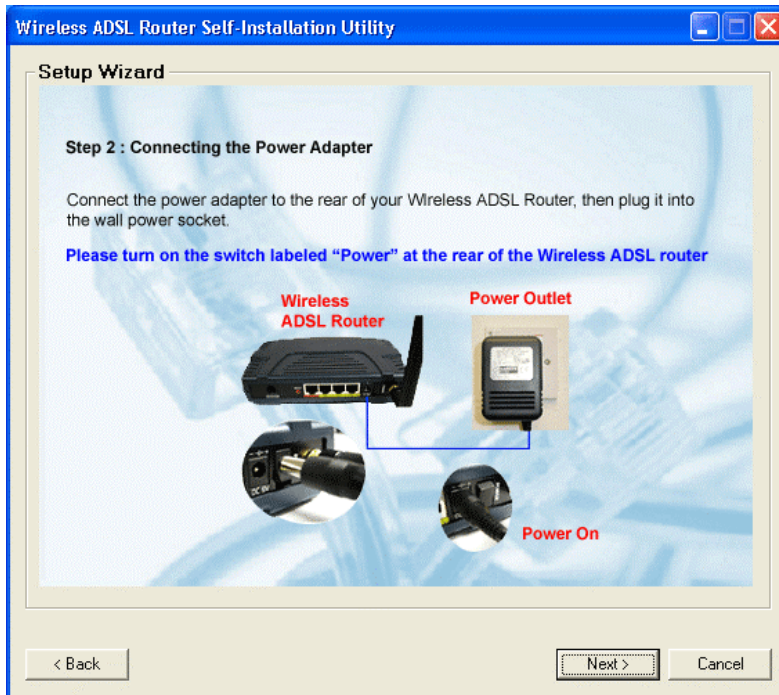 Wireless ADSL Router Self-Installation Utility
Setup Wizard
Step 2 : Connecting the Power Adapter
Connect the power adapter to the rear of your Wireless ADSL Router, then plug it into
the wall power socket.
Please turn on the switch labeled “Power” at the rear of the Wireless ADSL router
Wireless
ADSL Router
Power Outlet
Power On
< Back
Next >
Cancel